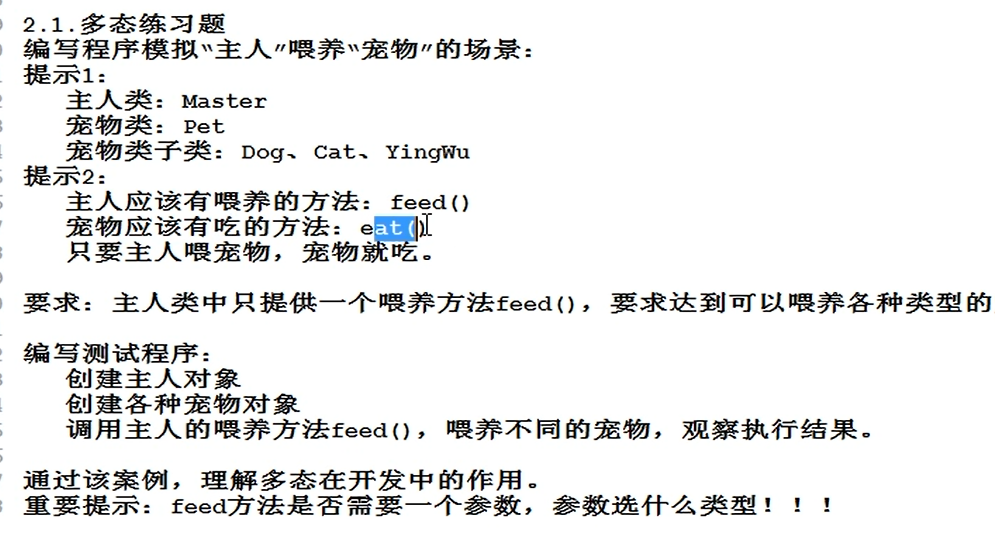 2.1.多态练习题
编写程序模拟“主人”喂养“宠物”的场景：
提示1：
主人类：Master
宠物类：Pet
宠物类子类：Dog、Cat、YingWu
提示2：
主人应该有喂养的方法：feed()
宠物应该有吃的方法：eat()
只要主人喂宠物，宠物就吃。
要求：主人类中只提供一个喂养方法feed()，要求达到可以喂养各种类型的
编写测试程序：
创建主人对象
创建各种宠物对象
调用主人的喂养方法feed()，喂养不同的宠物，观察执行结果。
通过该案例，理解多态在开发中的作用。
重要提示：feed方法是否需要一个参数，参数选什么类型！！！